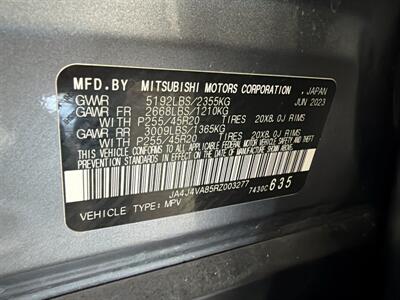 MFD.BY MITSUBISHI MOTORS CORPORATION , JAPAN
GVWR 5192LBS/2355KG JUN 2023
GAWR FR 2668LBS/1210KG
WITH P255/45R20 TIRES 20X8.0J RIMS
GAWR RR 3009LBS/1365KG
WITH P255/45R20 TIRES 20X8.0J RIMS
THIS VEHICLE CONFORMS TO ALL APPLICABLE FEDERAL MOTOR VEHICLE SAFETY, BUMPER, AND THEFT
PREVENTION STANDARDS IN EFFECT ON THE DATE OF MANUFACTURE SHOWN ABOVE.
JA4J4VA85RZ003277
7430C 635
VEHICLE TYPE: MPV